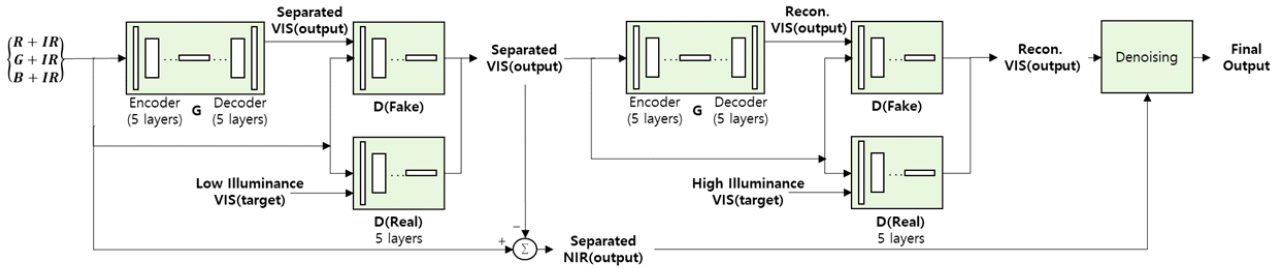 R + IR
G + IR
B + IR
Encoder
(5 layers)
G
Decoder
(5 layers)
Separated
VIS(output)
D(Fake)
Low Illuminance
VIS(target)
D(Real)
5 layers
Separated
VIS(output)
−
+
Σ
Separated
NIR(output)
Encoder
(5 layers)
G
Decoder
(5 layers)
Recon.
VIS(output)
D(Fake)
High Illuminance
VIS(target)
D(Real)
5 layers
Recon.
VIS(output)
Denoising
Final
Output